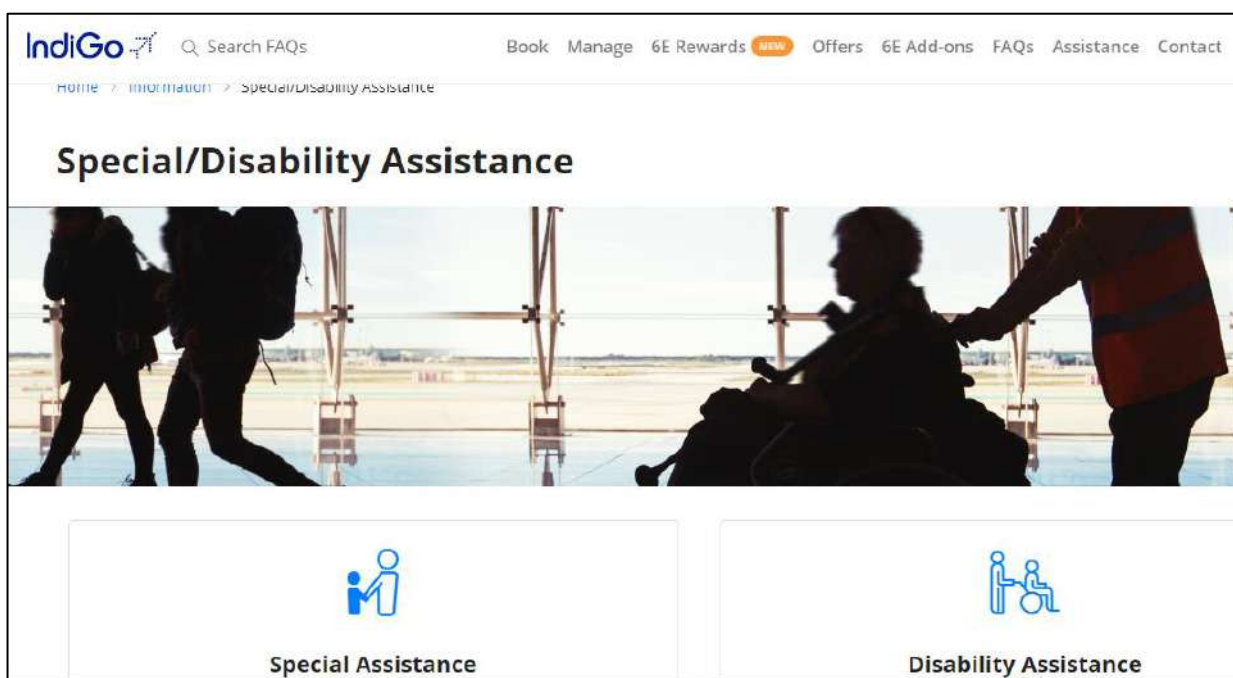 IndiGo Search FAQs Book Manage 6E Rewards NEW Offers 6E Add-ons FAQs Assistance Contact
Home > Information > Special/Disability Assistance
Special/Disability Assistance
Special Assistance Disability Assistance